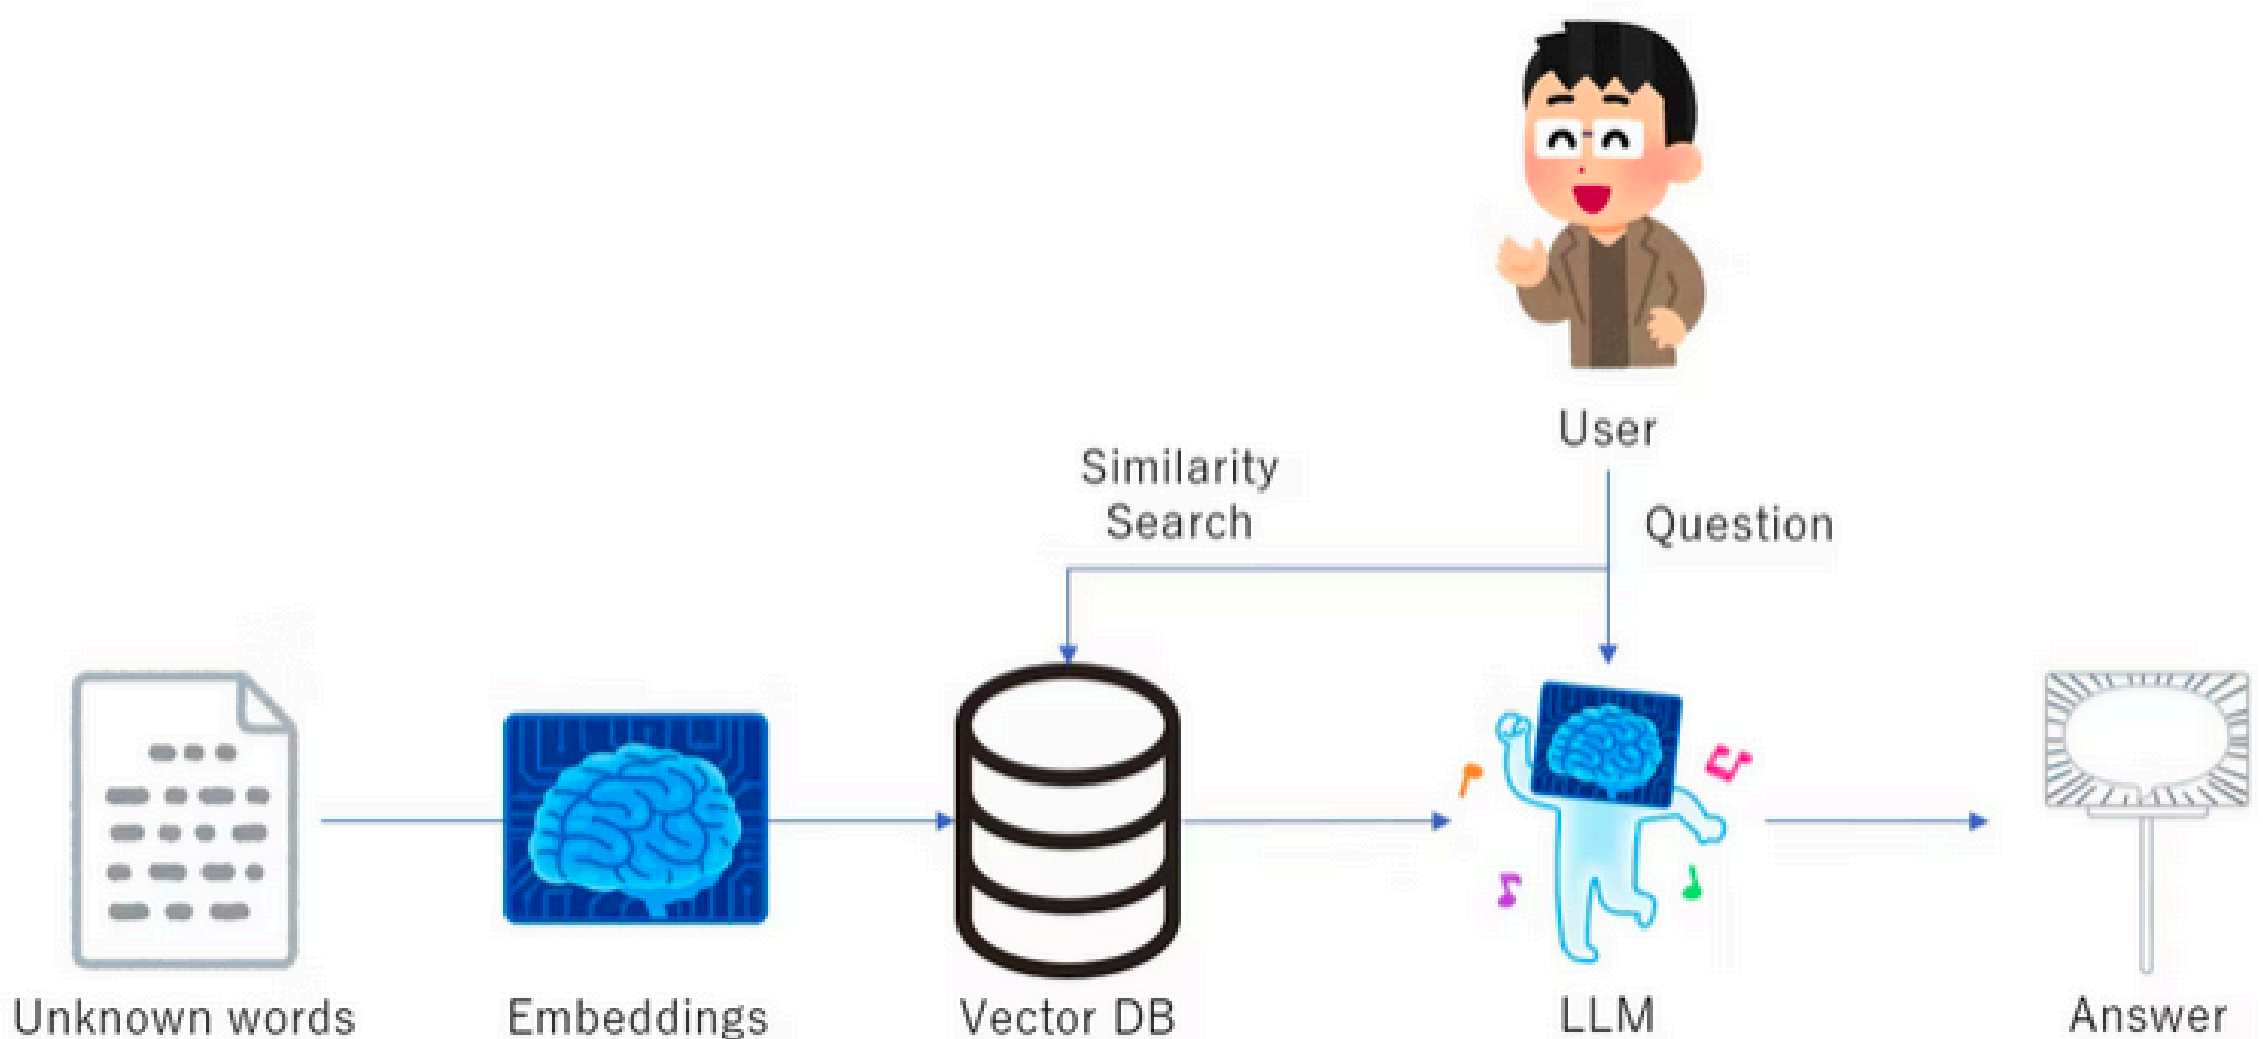 User
Similarity
Search
Question
Unknown words
Embeddings
Vector DB
LLM
Answer